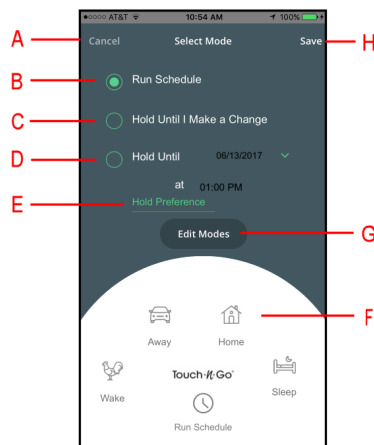 ●○○○○ AT&T 10:54 AM 100%
A Cancel Select Mode Save H
B Run Schedule
C Hold Until I Make a Change
D Hold Until 06/13/2017
at 01:00 PM
E Hold Preference
Edit Modes G
F
Away Home
Touch-N-Go®
Wake Sleep
Run Schedule